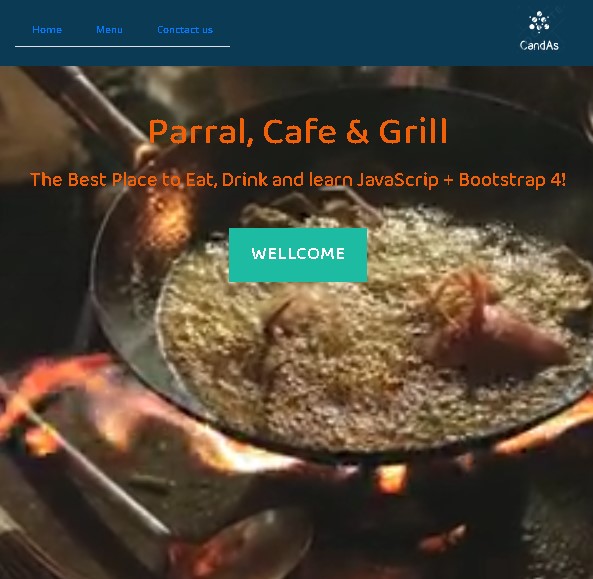 Home Menu Conctact us
CandAs
Parral, Cafe & Grill
The Best Place to Eat, Drink and learn JavaScrip + Bootstrap 4!
WELLCOME